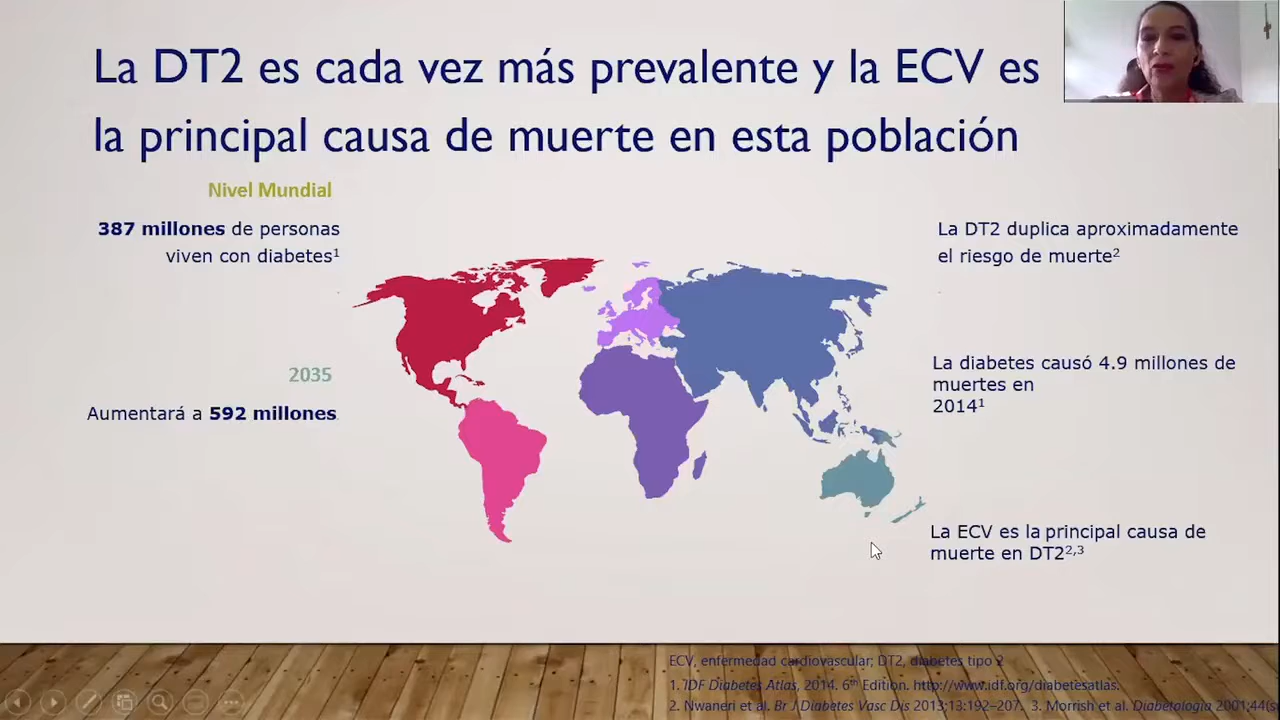 La DT2 es cada vez más prevalente y la ECV es
la principal causa de muerte en esta población
Nivel Mundial
387 millones de personas
viven con diabetes¹
2035
Aumentará a 592 millones
La DT2 duplica aproximadamente
el riesgo de muerte²
La diabetes causó 4.9 millones de
muertes en
2014¹
La ECV es la principal causa de
muerte en DT2²,³
ECV, enfermedad cardiovascular; DT2, diabetes tipo 2
1. IDF Diabetes Atlas, 2014. 6th Edition. http://www.idf.org/diabetesatlas.
2. Nwaneri et al. Br J Diabetes Vasc Dis 2013;13:192–207. 3. Morrish et al. Diabetologia 2001;44(s